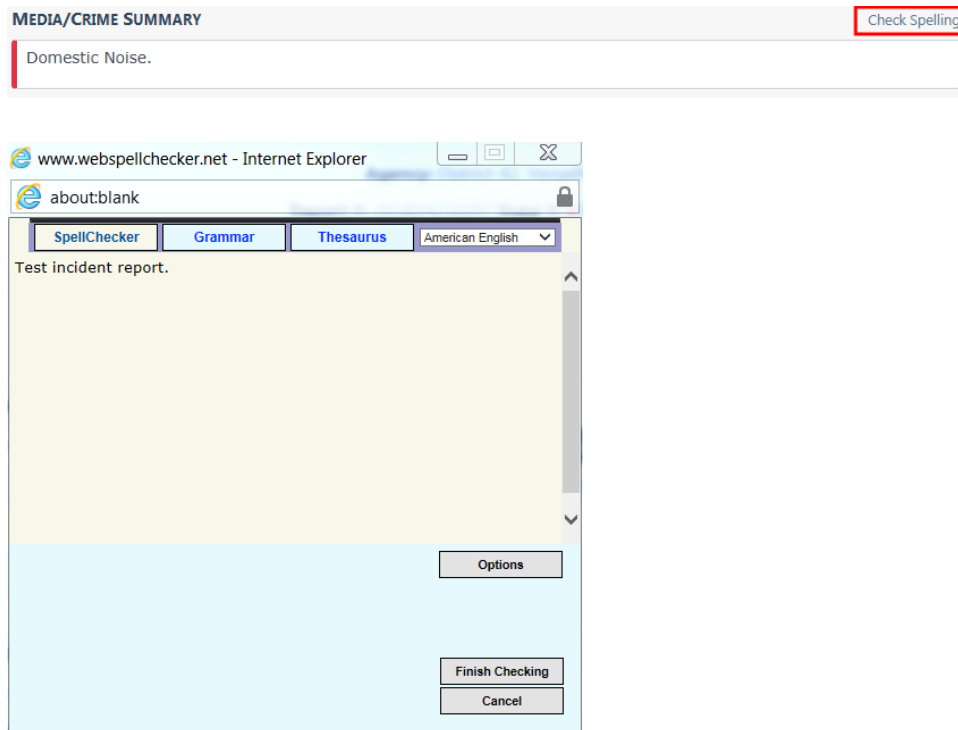 MEDIA/CRIME SUMMARY Check Spelling
Domestic Noise.
www.webspellchecker.net - Internet Explorer
about:blank
SpellChecker Grammar Thesaurus American English
Test incident report.
Options
Finish Checking
Cancel